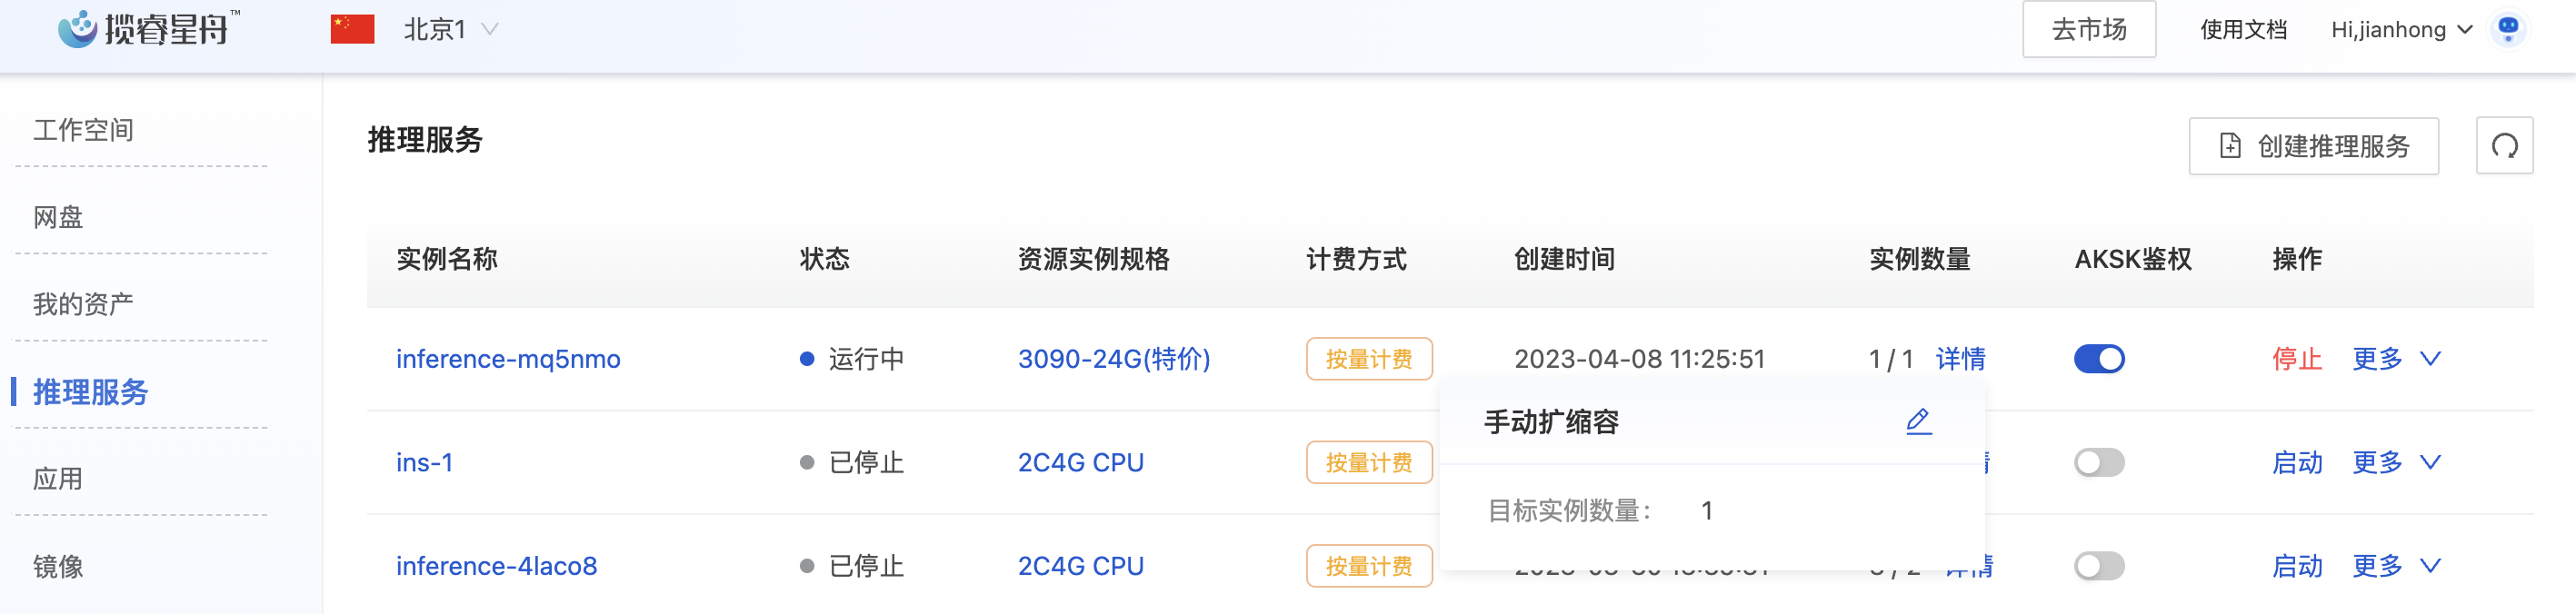 揽睿星舟™ 北京1 去市场 使用文档 Hi,jianhong
工作空间
网盘
我的资产
推理服务
应用
镜像
推理服务
创建推理服务
实例名称 状态 资源实例规格 计费方式 创建时间 实例数量 AKSK鉴权 操作
inference-mq5nmo 运行中 3090-24G(特价) 按量计费 2023-04-08 11:25:51 1 / 1 详情 停止 更多
手动扩缩容
ins-1 已停止 2C4G CPU 按量计费 启动 更多
目标实例数量: 1
inference-4laco8 已停止 2C4G CPU 按量计费 详情 启动 更多